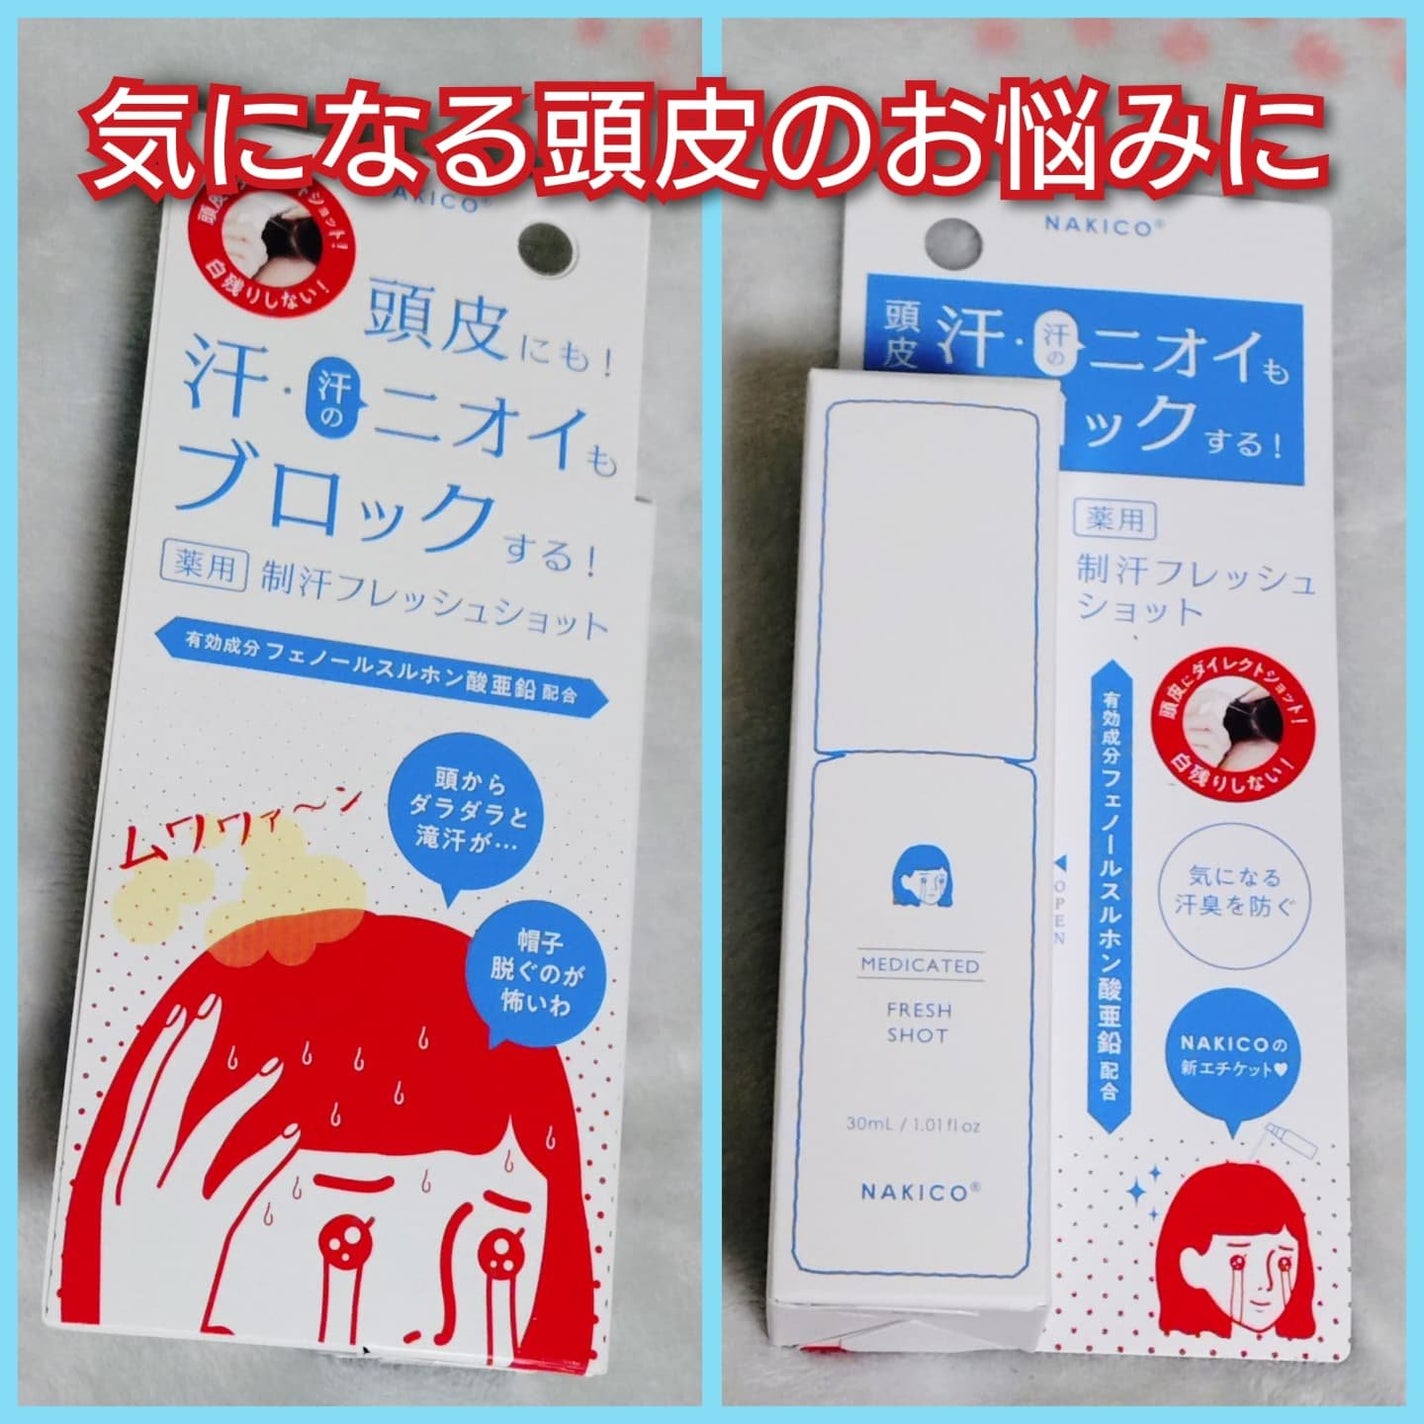 気になる頭皮のお悩みに
NAKICO®
白残りしない!
頭皮にも!
汗・汗のニオイも
ブロックする!
薬用 制汗フレッシュショット
有効成分フェノールスルホン酸亜鉛配合
頭から
ダラダラと
滝汗が…
ムワワァ〜ン
帽子
脱ぐのが
怖いわ
NAKICO®
頭皮
汗・汗のニオイも
ックする!
薬用
制汗フレッシュ
ショット
頭皮にダイレクトショット!
白残りしない!
有効成分フェノールスルホン酸亜鉛配合
気になる
汗臭を防ぐ
OPEN
NAKICOの
新エチケット♥
MEDICATED
FRESH
SHOT
30mL / 1.01fl oz
NAKICO®